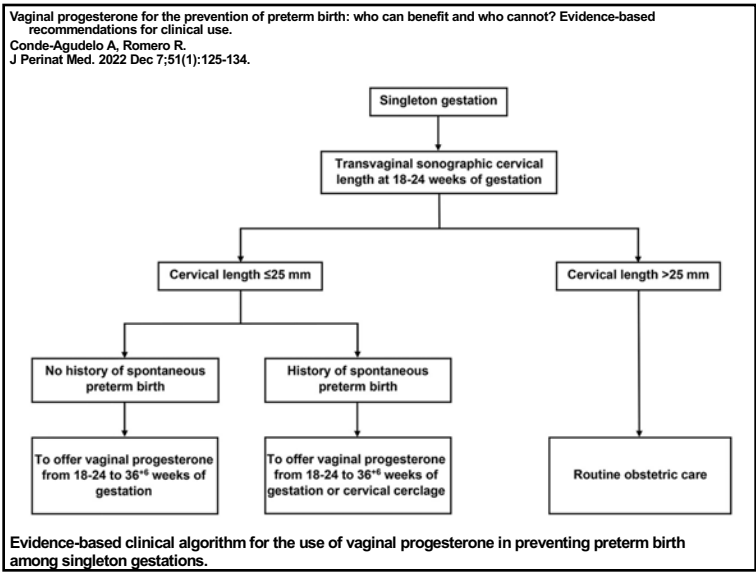 Vaginal progesterone for the prevention of preterm birth: who can benefit and who cannot? Evidence-based
recommendations for clinical use.
Conde-Agudelo A, Romero R.
J Perinat Med. 2022 Dec 7;51(1):125-134.
Singleton gestation
Transvaginal sonographic cervical
length at 18-24 weeks of gestation
Cervical length ≤25 mm
Cervical length >25 mm
No history of spontaneous
preterm birth
History of spontaneous
preterm birth
To offer vaginal progesterone
from 18-24 to 36⁺⁶ weeks of
gestation
To offer vaginal progesterone
from 18-24 to 36⁺⁶ weeks of
gestation or cervical cerclage
Routine obstetric care
Evidence-based clinical algorithm for the use of vaginal progesterone in preventing preterm birth
among singleton gestations.